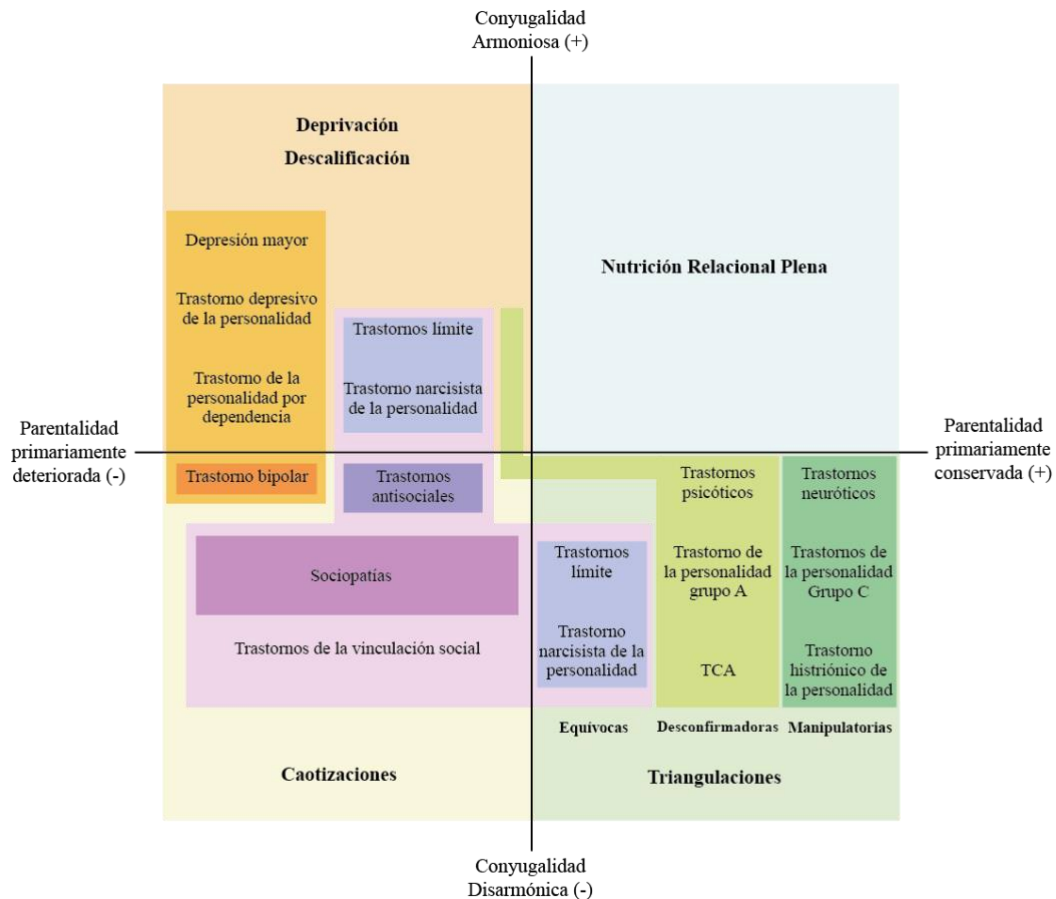 Conyugalidad
Armoniosa (+)
Deprivación
Descalificación
Nutrición Relacional Plena
Depresión mayor
Trastorno depresivo
de la personalidad
Trastorno de la
personalidad por
dependencia
Trastornos límite
Trastorno narcisista
de la personalidad
Parentalidad
primariamente
deteriorada (-)
Parentalidad
primariamente
conservada (+)
Trastorno bipolar
Trastornos
antisociales
Trastornos
psicóticos
Trastornos
neuróticos
Sociopatías
Trastornos de la vinculación social
Trastornos
límite
Trastorno
narcisista de la
personalidad
Trastorno de
la personalidad
grupo A
TCA
Trastornos de
la personalidad
Grupo C
Trastorno
histriónico de
la personalidad
Equívocas
Desconfirmadoras
Manipulatorias
Caotizaciones
Triangulaciones
Conyugalidad
Disarmónica (-)